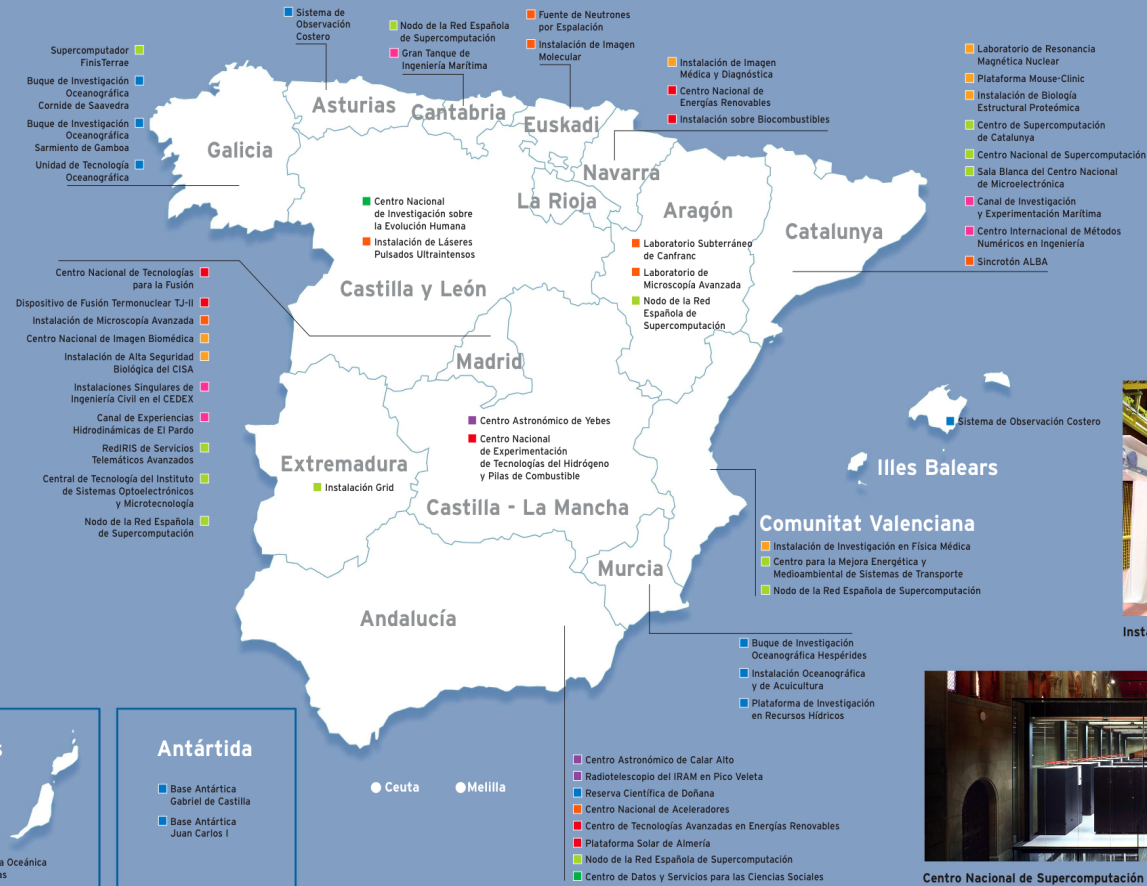 Sistema de
Observación
Costero
Nodo de la Red Española
de Supercomputación
Gran Tanque de
Ingeniería Marítima
Fuente de Neutrones
por Espalación
Instalación de Imagen
Molecular
Supercomputador
FinisTerrae
Buque de Investigación
Oceanográfica
Cornide de Saavedra
Buque de Investigación
Oceanográfica
Sarmiento de Gamboa
Unidad de Tecnología
Oceanográfica
Instalación de Imagen
Médica y Diagnóstica
Centro Nacional de
Energías Renovables
Instalación sobre Biocombustibles
Laboratorio de Resonancia
Magnética Nuclear
Plataforma Mouse-Clinic
Instalación de Biología
Estructural Proteómica
Centro de Supercomputación
de Catalunya
Centro Nacional de Supercomputación
Sala Blanca del Centro Nacional
de Microelectrónica
Canal de Investigación
y Experimentación Marítima
Centro Internacional de Métodos
Numéricos en Ingeniería
Sincrotón ALBA
Asturias
Cantabria
Euskadi
Galicia
Navarra
La Rioja
Aragón
Catalunya
Centro Nacional
de Investigación sobre
la Evolución Humana
Instalación de Láseres
Pulsados Ultraintensos
Castilla y León
Laboratorio Subterráneo
de Canfranc
Laboratorio de
Microscopía Avanzada
Nodo de la Red
Española de
Supercomputación
Centro Nacional de Tecnologías
para la Fusión
Dispositivo de Fusión Termonuclear TJ-II
Instalación de Microscopía Avanzada
Centro Nacional de Imagen Biomédica
Instalación de Alta Seguridad
Biológica del CISA
Instalaciones Singulares de
Ingeniería Civil en el CEDEX
Canal de Experiencias
Hidrodinámicas de El Pardo
RedIRIS de Servicios
Telemáticos Avanzados
Central de Tecnología del Instituto
de Sistemas Optoelectrónicos
y Microtecnología
Nodo de la Red Española
de Supercomputación
Madrid
Centro Astronómico de Yebes
Centro Nacional
de Experimentación
de Tecnologías del Hidrógeno
y Pilas de Combustible
Extremadura
Instalación Grid
Castilla - La Mancha
Sistema de Observación Costero
Illes Balears
Comunitat Valenciana
Instalación de Investigación en Física Médica
Centro para la Mejora Energética y
Medioambiental de Sistemas de Transporte
Nodo de la Red Española de Supercomputación
Murcia
Andalucía
Buque de Investigación
Oceanográfica Hespérides
Instalación Oceanográfica
y de Acuicultura
Plataforma de Investigación
en Recursos Hídricos
Insta
s
a Oceánica
as
Antártida
Base Antártica
Gabriel de Castilla
Base Antártica
Juan Carlos I
Ceuta
Melilla
Centro Astronómico de Calar Alto
Radiotelescopio del IRAM en Pico Veleta
Reserva Científica de Doñana
Centro Nacional de Aceleradores
Centro de Tecnologías Avanzadas en Energías Renovables
Plataforma Solar de Almería
Nodo de la Red Española de Supercomputación
Centro de Datos y Servicios para las Ciencias Sociales
Centro Nacional de Supercomputación